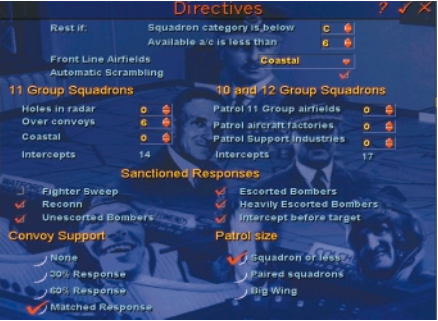 Directives ? ✓ ✕
Rest if: Squadron category is below C
Available a/c is less than 6
Front Line Airfields Coastal
Automatic Scrambling
11 Group Squadrons
Holes in radar 0
Over convoys 6
Coastal 0
Intercepts 14
10 and 12 Group Squadrons
Patrol 11 Group airfields 0
Patrol aircraft factories 0
Patrol Support Industries 0
Intercepts 17
Sanctioned Responses
Fighter Sweep
Reconn
Unescorted Bombers
Escorted Bombers
Heavily Escorted Bombers
Intercept before target
Convoy Support
None
30% Response
60% Response
Matched Response
Patrol size
Squadron or less
Paired squadrons
Big Wing